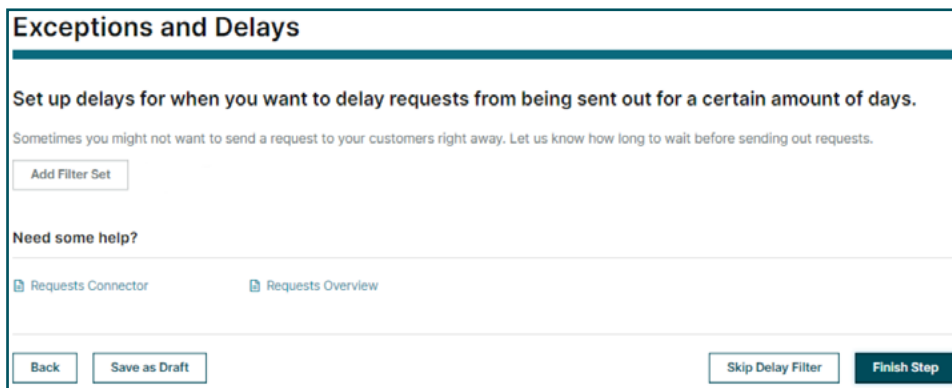 Exceptions and Delays
Set up delays for when you want to delay requests from being sent out for a certain amount of days.
Sometimes you might not want to send a request to your customers right away. Let us know how long to wait before sending out requests.
Add Filter Set
Need some help?
Requests Connector
Requests Overview
Back
Save as Draft
Skip Delay Filter
Finish Step